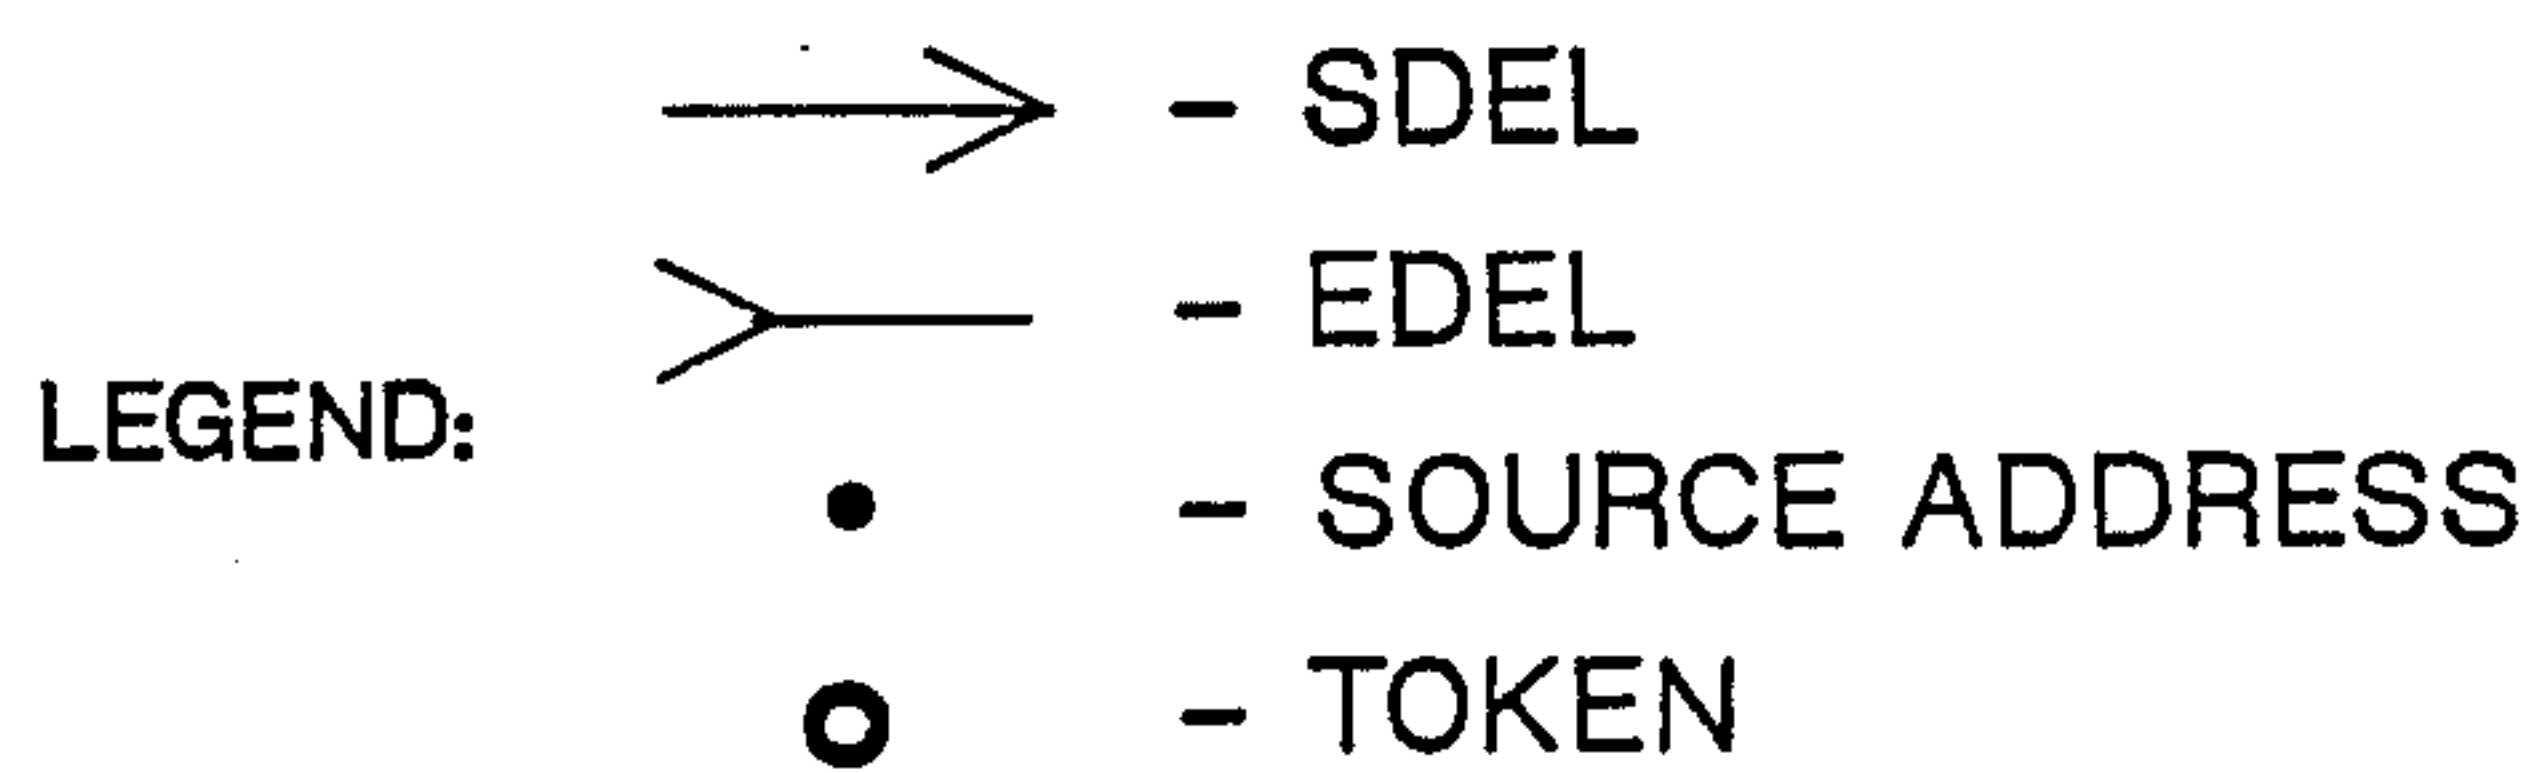 - SDEL
- EDEL
LEGEND:
- SOURCE ADDRESS
- TOKEN